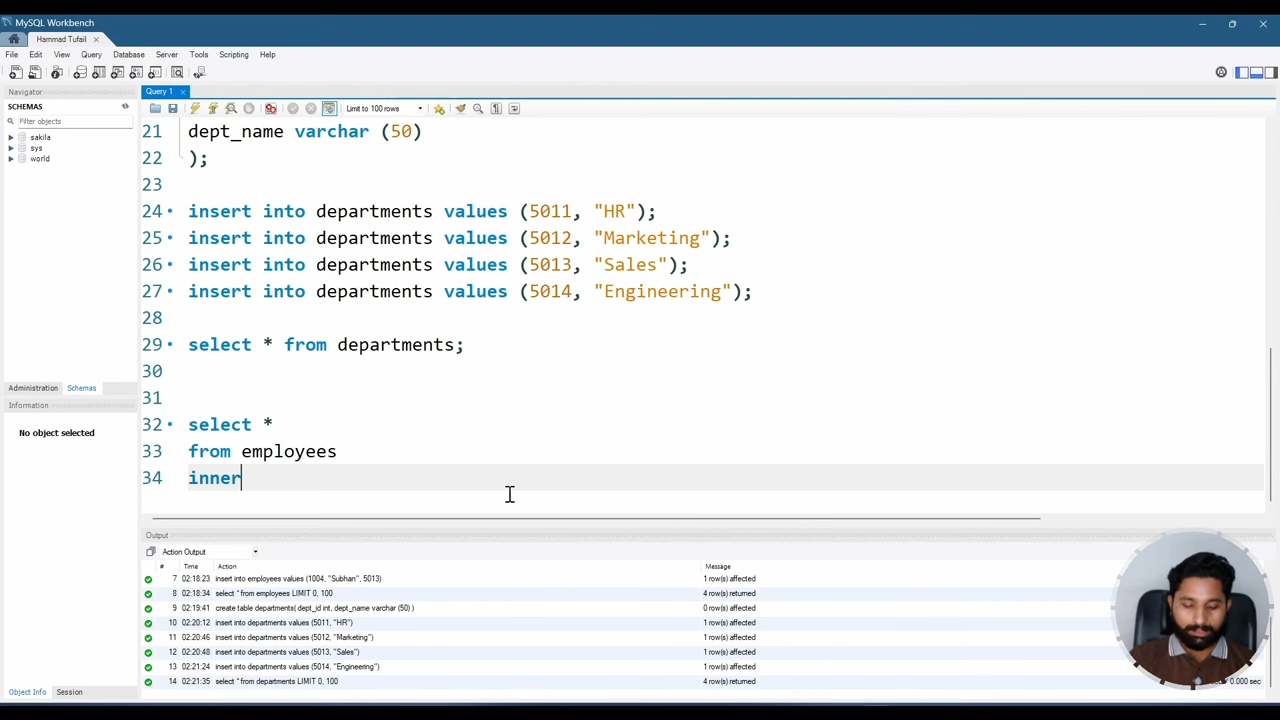 MySQL Workbench
Hammad Tufail
File Edit View Query Database Server Tools Scripting Help
Navigator
SCHEMAS
Filter objects
sakila
sys
world
Administration Schemas
Information
No object selected
Object Info Session
Query 1
Limit to 100 rows
21 dept_name varchar (50)
22 );
23
24 insert into departments values (5011, "HR");
25 insert into departments values (5012, "Marketing");
26 insert into departments values (5013, "Sales");
27 insert into departments values (5014, "Engineering");
28
29 select * from departments;
30
31
32 select *
33 from employees
34 inner
Output
Action Output
# Time Action Message
7 02:18:23 insert into employees values (1004, "Subhan", 5013) 1 row(s) affected
8 02:18:34 select * from employees LIMIT 0, 100 4 row(s) returned
9 02:19:41 create table departments( dept_id int, dept_name varchar (50) ) 0 row(s) affected
10 02:20:12 insert into departments values (5011, "HR") 1 row(s) affected
11 02:20:46 insert into departments values (5012, "Marketing") 1 row(s) affected
12 02:20:48 insert into departments values (5013, "Sales") 1 row(s) affected
13 02:21:24 insert into departments values (5014, "Engineering") 1 row(s) affected
14 02:21:35 select * from departments LIMIT 0, 100 4 row(s) returned 0.000 sec